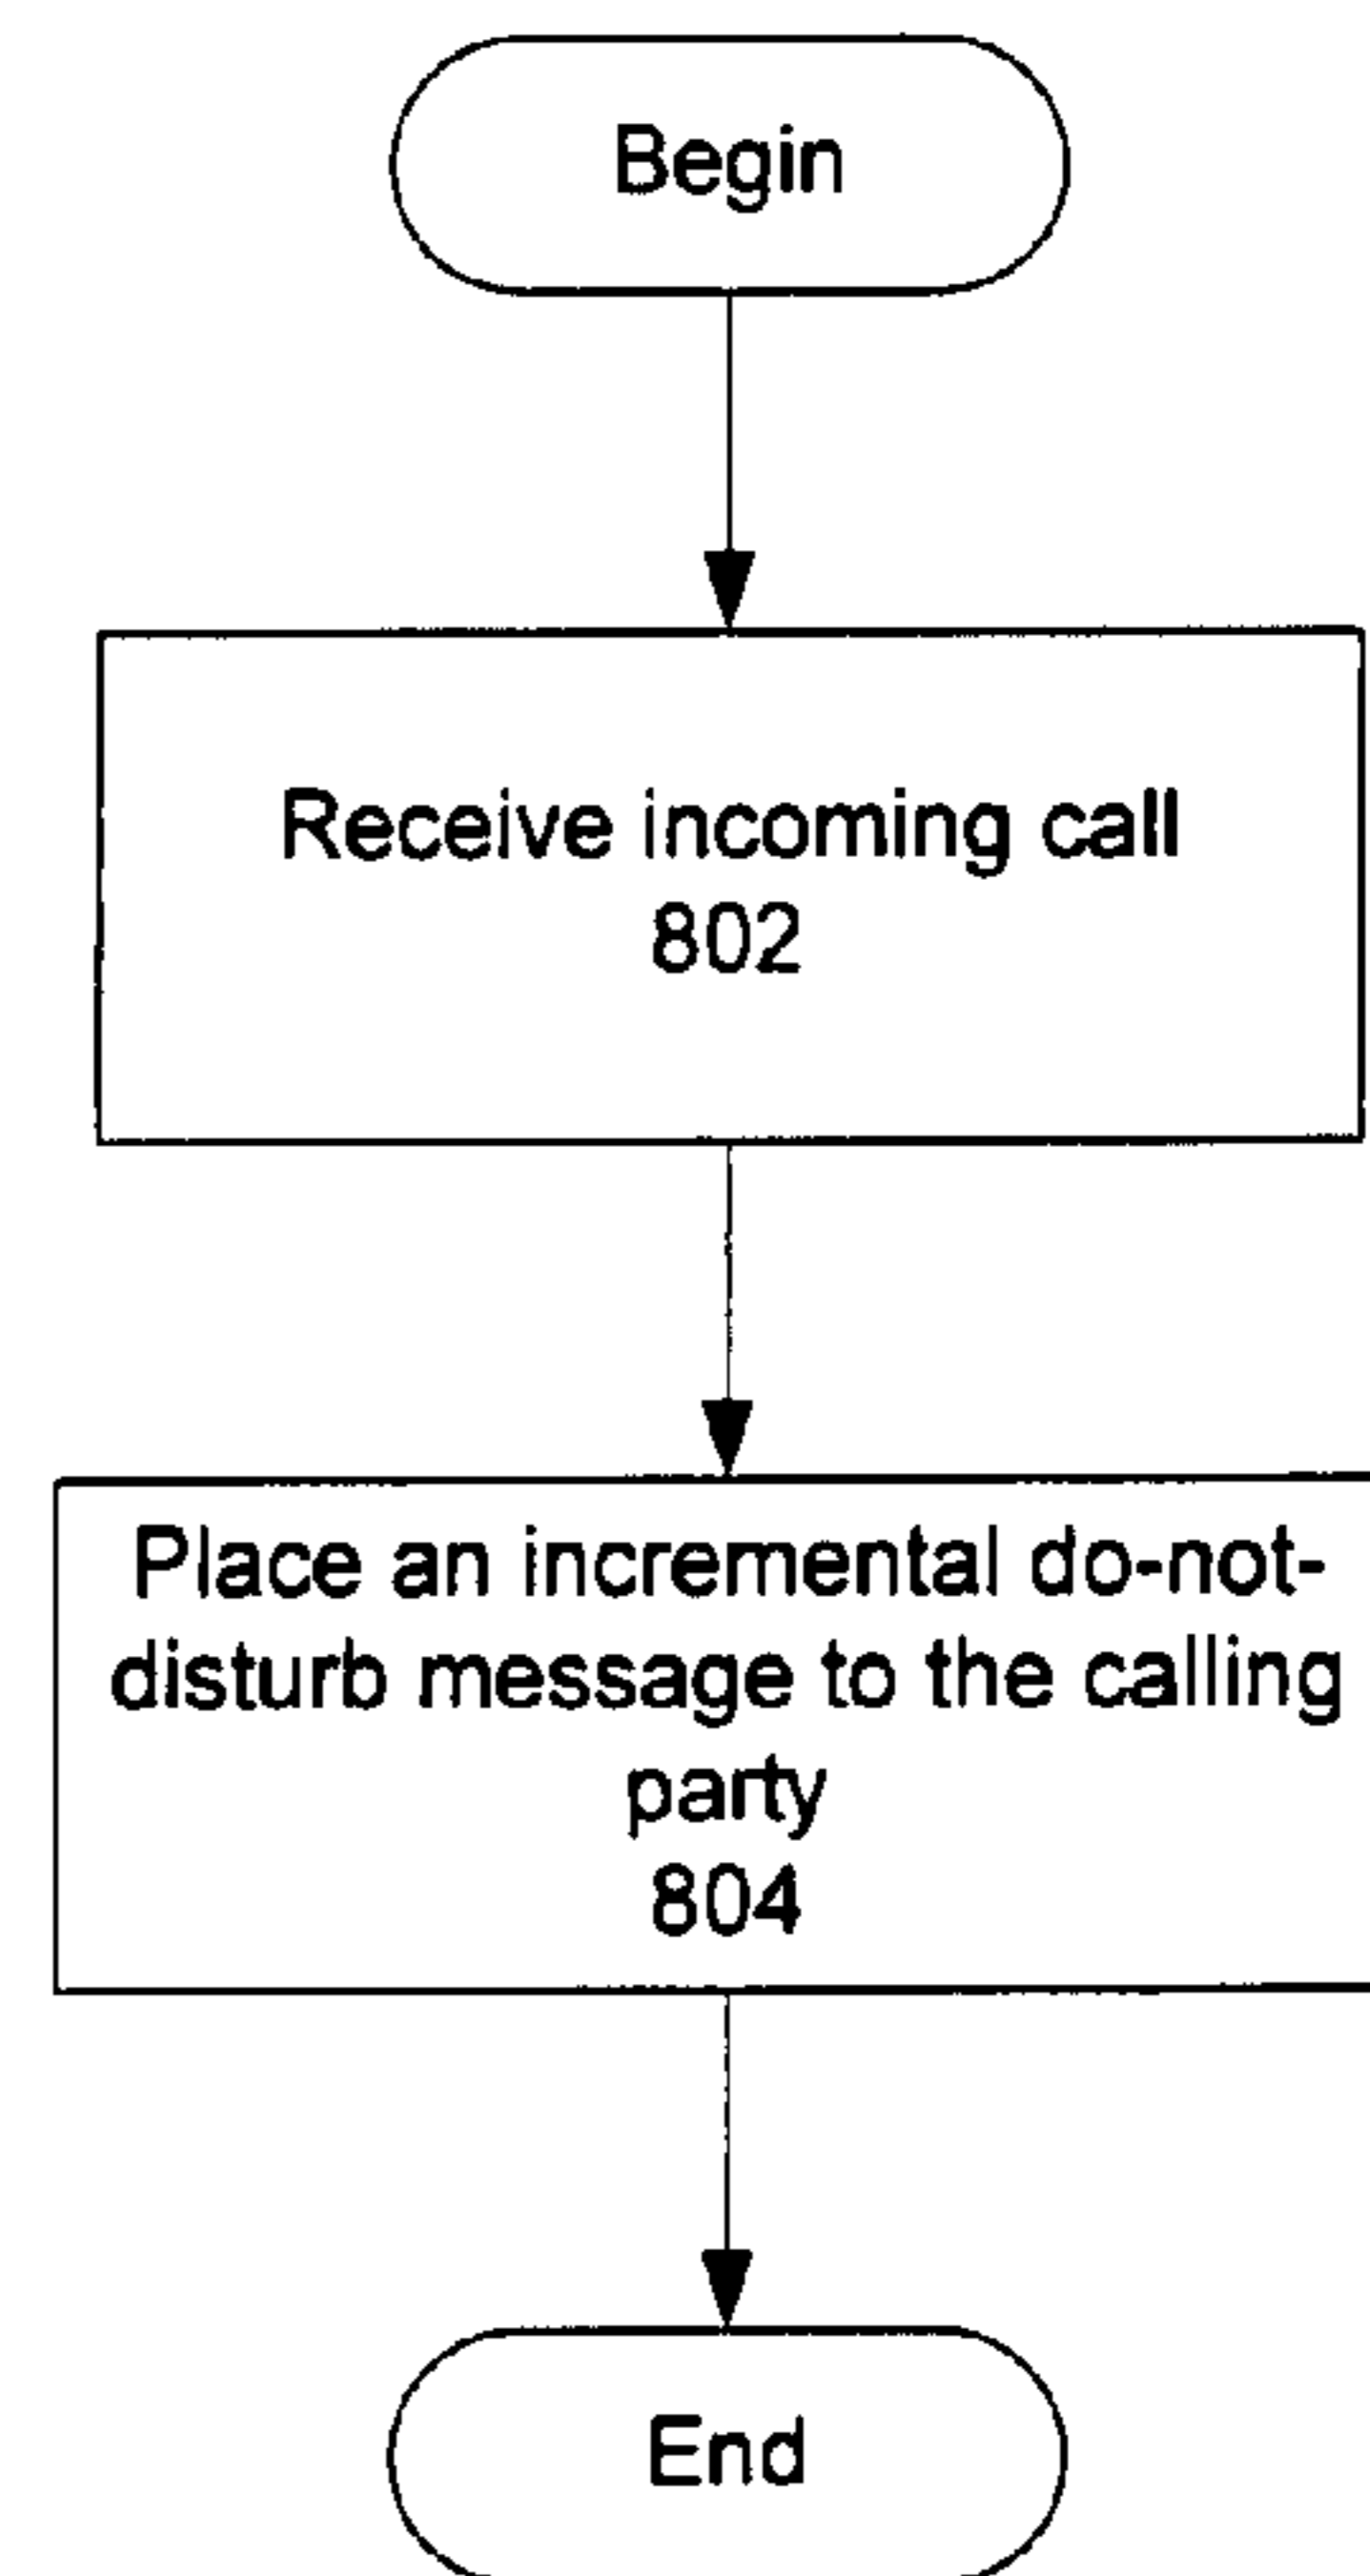 Begin
Receive incoming call
802
Place an incremental do-not-
disturb message to the calling
party
804
End